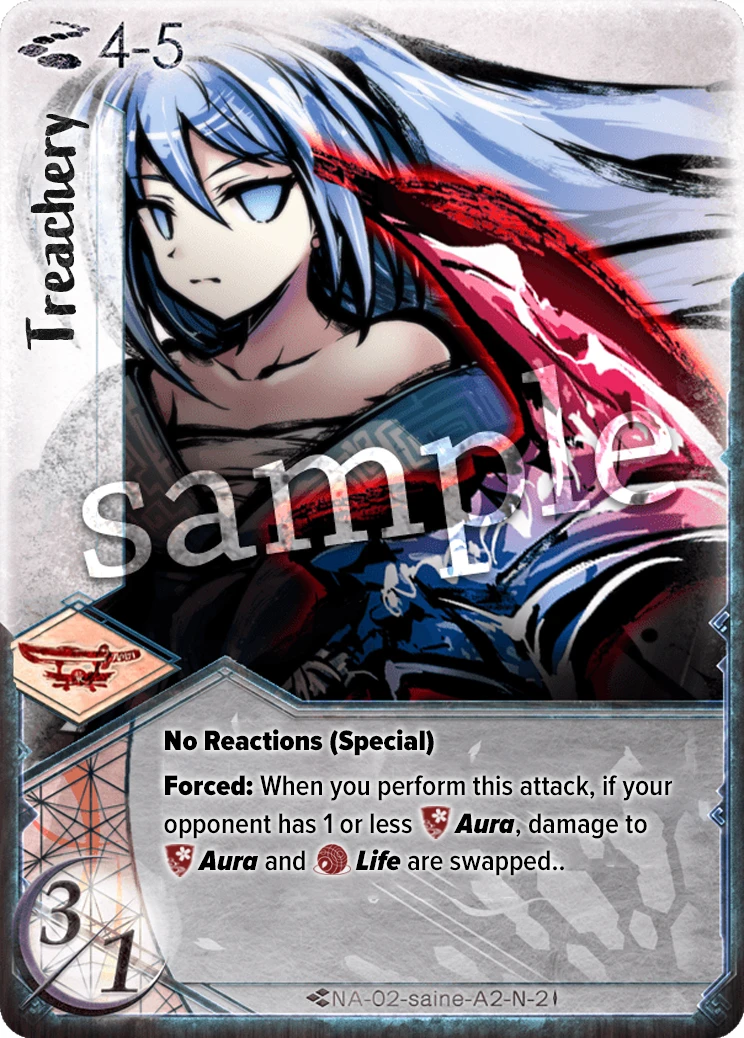 4-5
Treachery
sample
No Reactions (Special)
Forced: When you perform this attack, if your
opponent has 1 or less Aura, damage to
Aura and Life are swapped..
3/1
NA-02-saine-A2-N-2